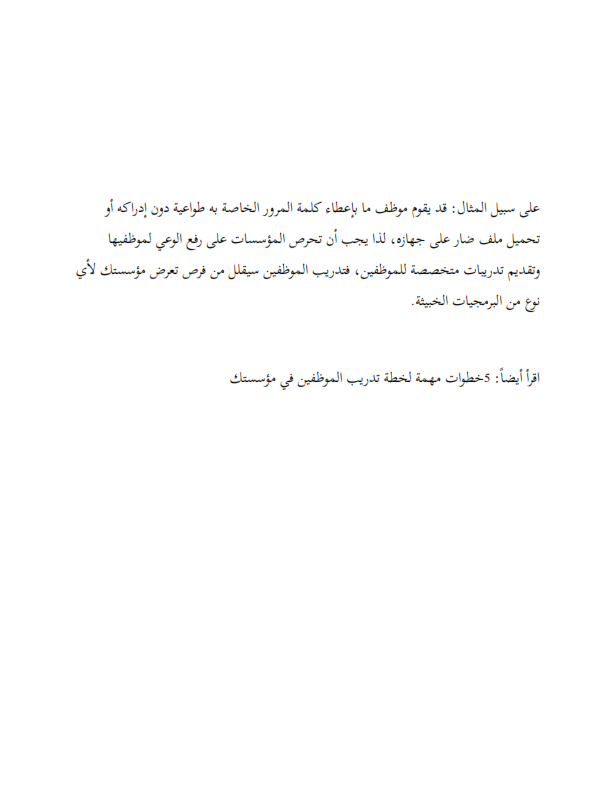 على سبيل المثال: قد يقوم موظف ما بإعطاء كلمة المرور الخاصة به طواعية دون إدراكه أو
تحميل ملف ضار على جهازه، لذا يجب أن تحرص المؤسسات على رفع الوعي لموظفيها
وتقديم تدريبات متخصصة للموظفين، فتدريب الموظفين سيقلل من فرص تعرض مؤسستك لأي
نوع من البرمجيات الخبيثة.
اقرأ أيضاً: 5خطوات مهمة لخطة تدريب الموظفين في مؤسستك